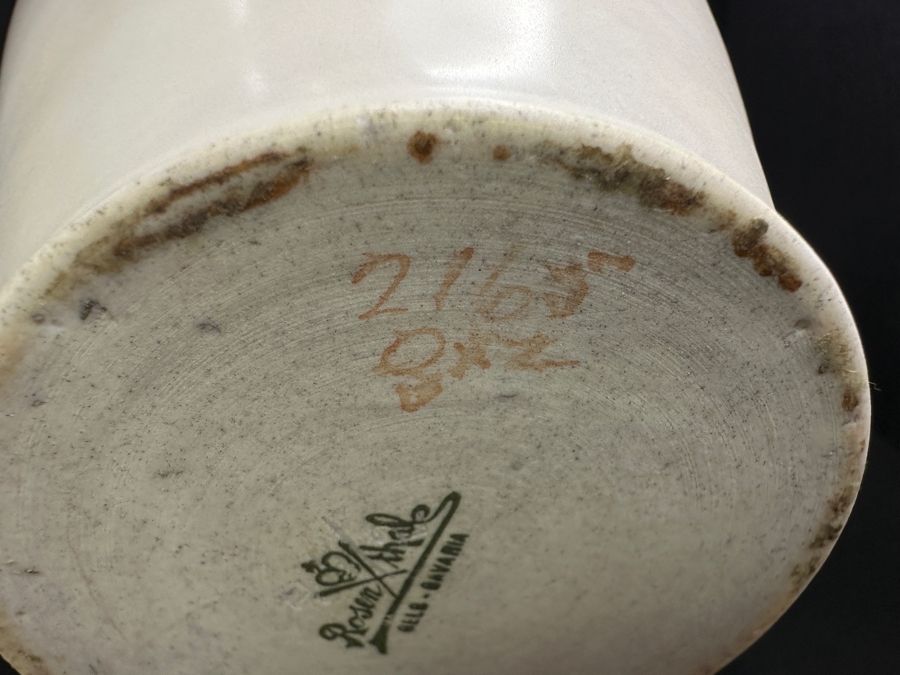 2165
Rosenthal
SELB - BAVARIA